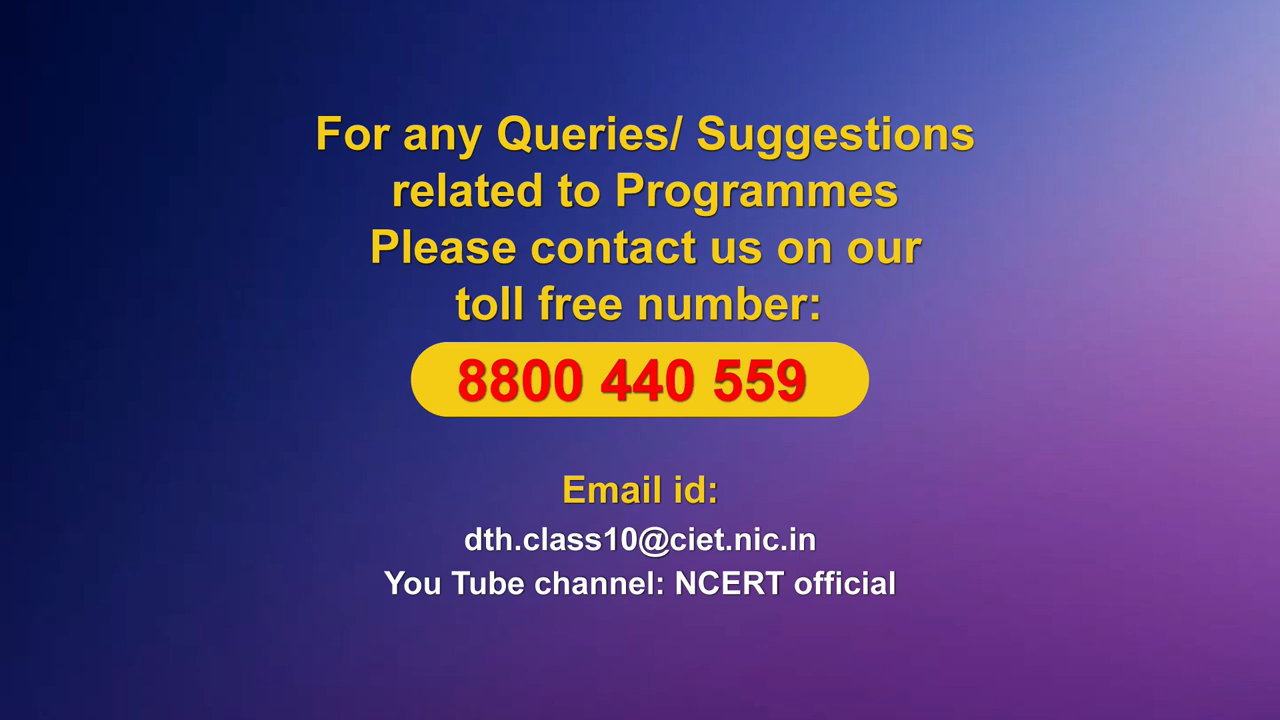 For any Queries/ Suggestions
related to Programmes
Please contact us on our
toll free number:
8800 440 559
Email id:
dth.class10@ciet.nic.in
You Tube channel: NCERT official